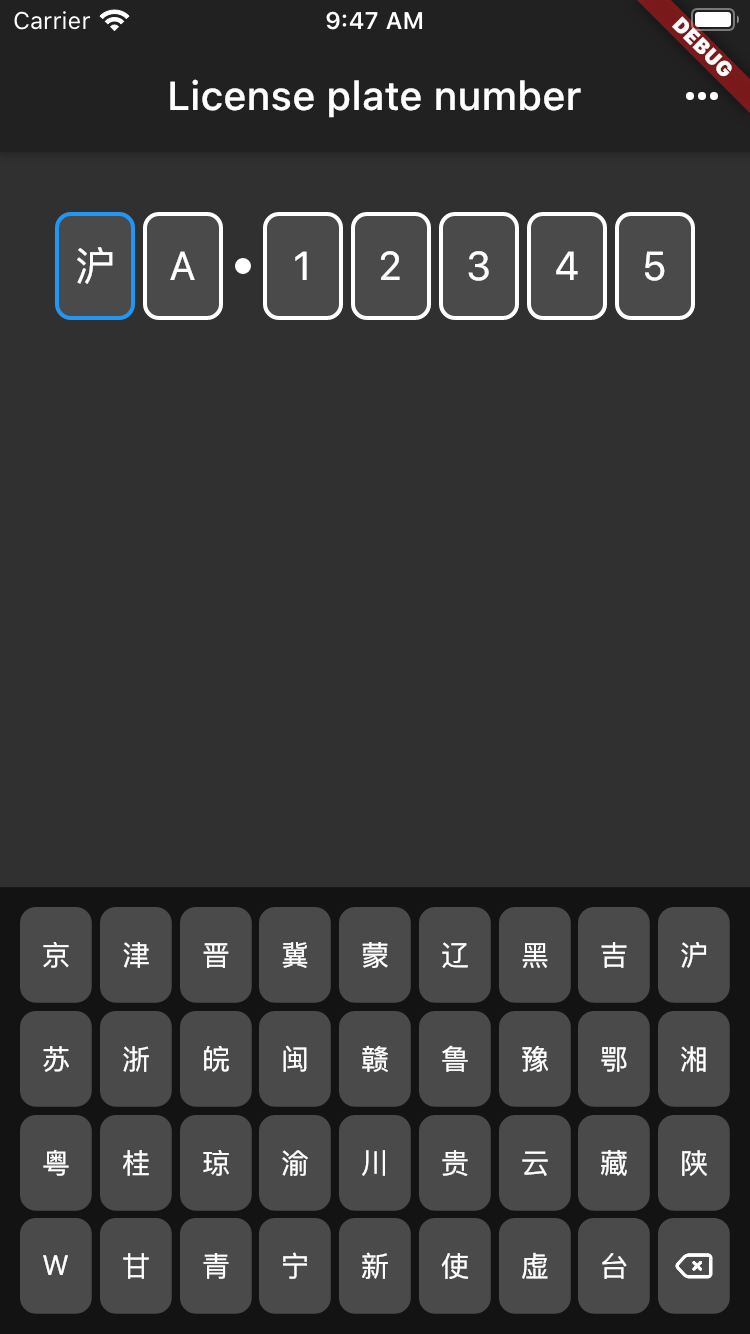 Carrier 9:47 AM
DEBUG
License plate number
沪 A • 1 2 3 4 5
京 津 晋 冀 蒙 辽 黑 吉 沪
苏 浙 皖 闽 赣 鲁 豫 鄂 湘
粤 桂 琼 渝 川 贵 云 藏 陕
W 甘 青 宁 新 使 虚 台